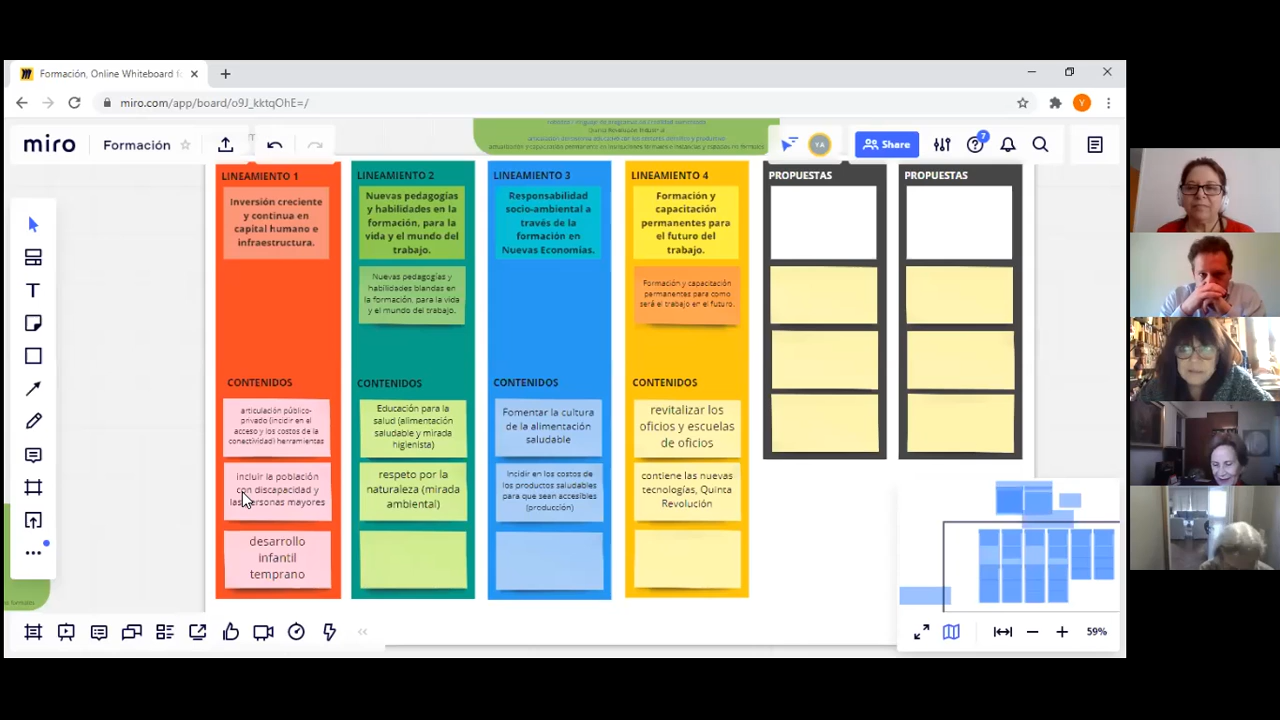 Formación, Online Whiteboard fo
miro.com/app/board/o9J_kktqOhE=/
Y
miro
Formación
YA
Share
7
LINEAMIENTO 1
Inversión creciente
y continua en
capital humano e
infraestructura.
CONTENIDOS
articulación público-
privado (incidir en el
acceso y los costos de la
conectividad) herramientas
incluir la población
con discapacidad y
las personas mayores
desarrollo
infantil
temprano
LINEAMIENTO 2
Nuevas pedagogías
y habilidades en la
formación, para la
vida y el mundo del
trabajo.
Nuevas pedagogías y
habilidades blandas en
la formación, para la vida
y el mundo del trabajo.
CONTENIDOS
Educación para la
salud (alimentación
saludable y mirada
higienista)
respeto por la
naturaleza (mirada
ambiental)
LINEAMIENTO 3
Responsabilidad
socio-ambiental a
través de la
formación en
Nuevas Economías.
CONTENIDOS
Fomentar la cultura
de la alimentación
saludable
Incidir en los costos de
los productos saludables
para que sean accesibles
(producción)
LINEAMIENTO 4
Formación y
capacitación
permanentes para
el futuro del
trabajo.
Formación y capacitación
permanentes para como
será el trabajo en el futuro.
CONTENIDOS
revitalizar los
oficios y escuelas
de oficios
contiene las nuevas
tecnologías, Quinta
Revolución
PROPUESTAS
PROPUESTAS
59%